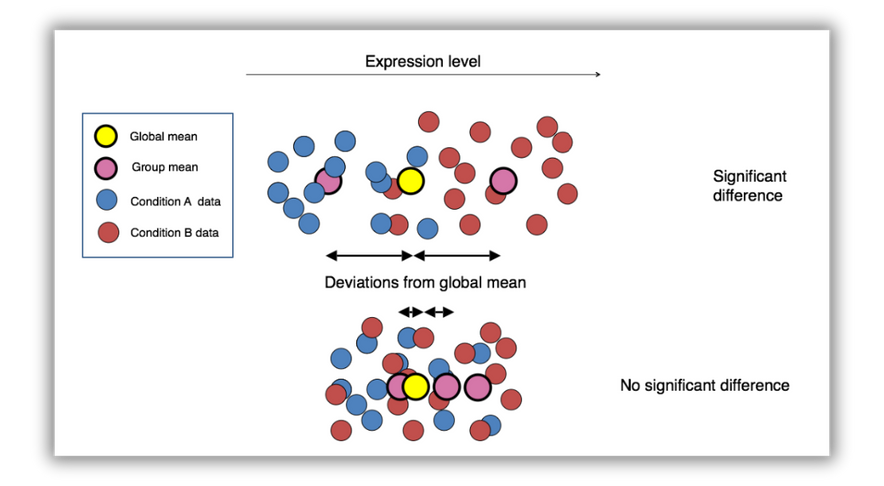 Expression level
Global mean
Group mean
Condition A data
Condition B data
Significant
difference
Deviations from global mean
No significant difference